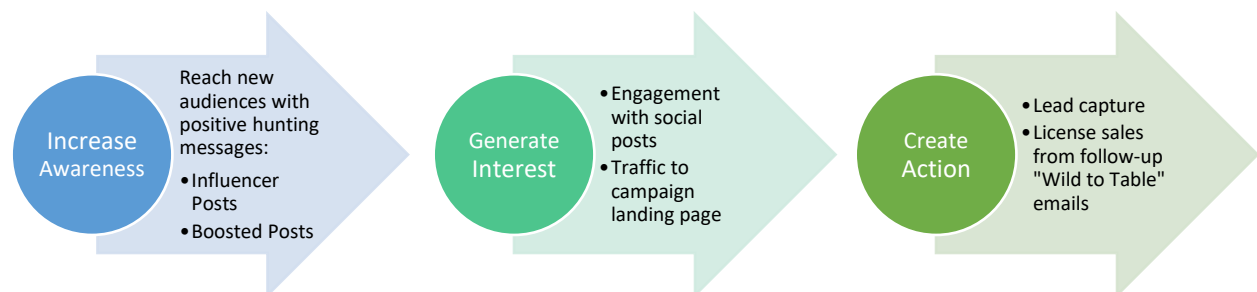 Increase
Awareness
Reach new
audiences with
positive hunting
messages:
•Influencer
Posts
•Boosted Posts
Generate
Interest
•Engagement
with social
posts
•Traffic to
campaign
landing page
Create
Action
•Lead capture
•License sales
from follow-up
"Wild to Table"
emails